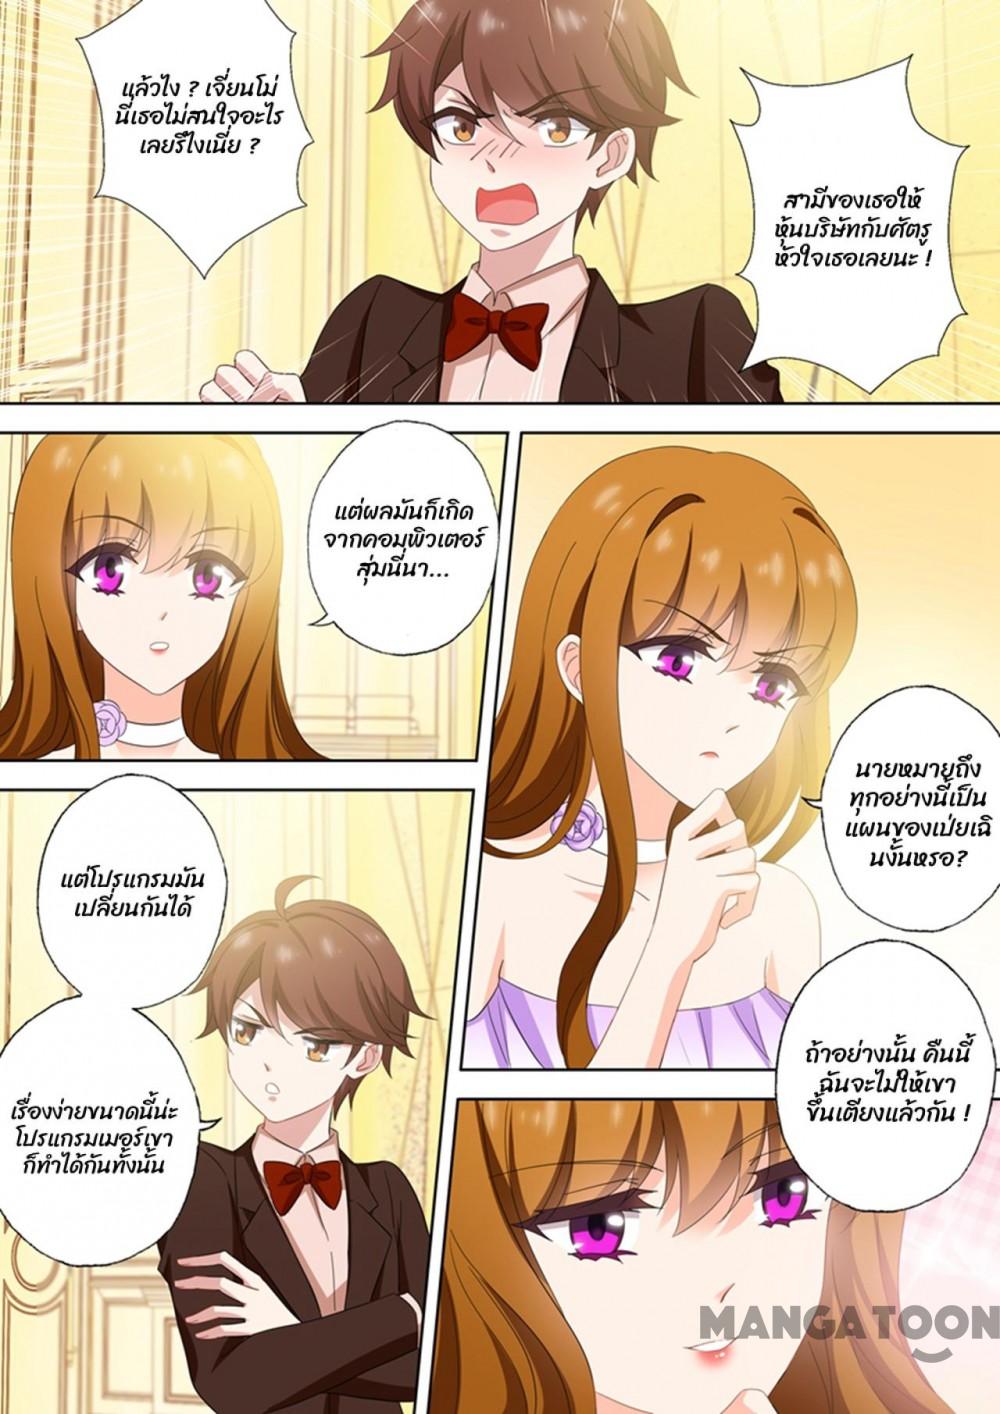 แล้วไง ? เจี่ยนโม่
นี่เธอไม่สนใจอะไร
เลยรึไงเนี่ย ?
สามีของเธอให้
หุ้นบริษัทกับศัตรู
หัวใจเธอเลยนะ !
แต่ผลมันก็เกิด
จากคอมพิวเตอร์
สุ่มนี่นา...
นายหมายถึง
ทุกอย่างนี้เป็น
แผนของเป่ยเฉิ
นงั้นหรอ?
แต่โปรแกรมมัน
เปลี่ยนกันได้
เรื่องง่ายขนาดนี้น่ะ
โปรแกรมเมอร์เขา
ก็ทำได้กันทั้งนั้น
ถ้าอย่างนั้น คืนนี้
ฉันจะไม่ให้เขา
ขึ้นเตียงแล้วกัน !
MANGATOON